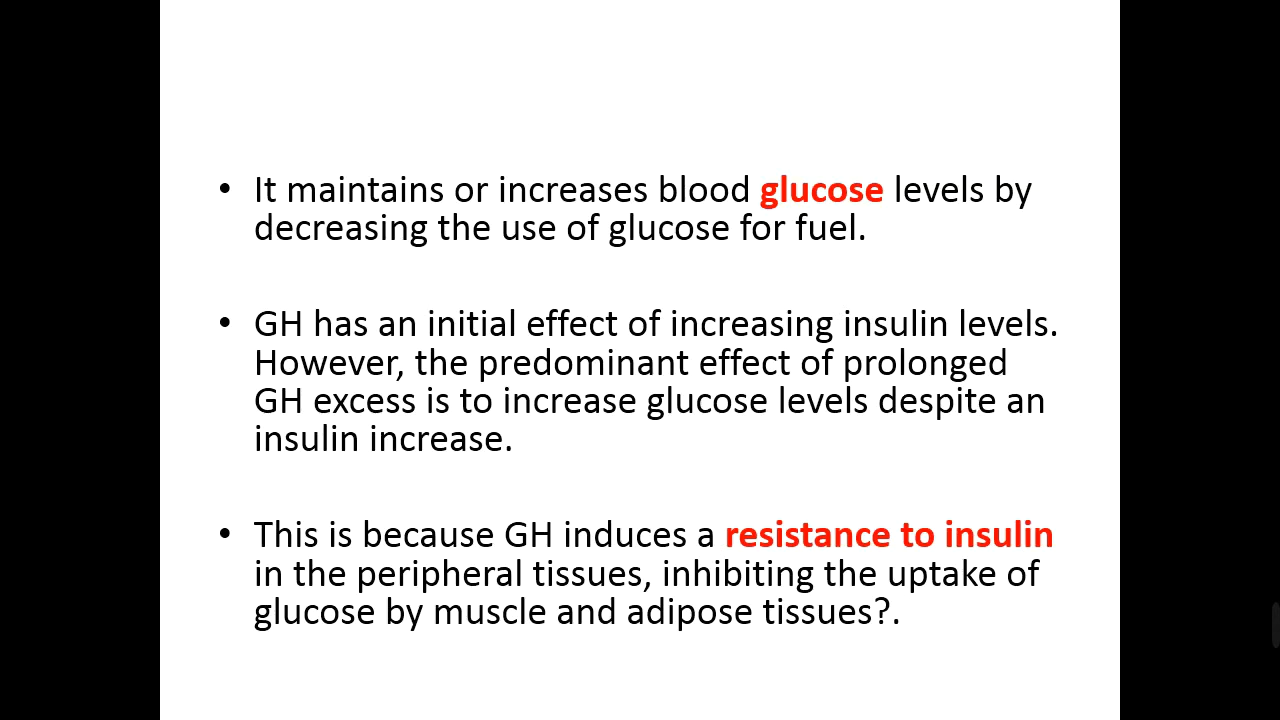 • It maintains or increases blood glucose levels by
decreasing the use of glucose for fuel.
• GH has an initial effect of increasing insulin levels.
However, the predominant effect of prolonged
GH excess is to increase glucose levels despite an
insulin increase.
• This is because GH induces a resistance to insulin
in the peripheral tissues, inhibiting the uptake of
glucose by muscle and adipose tissues?.